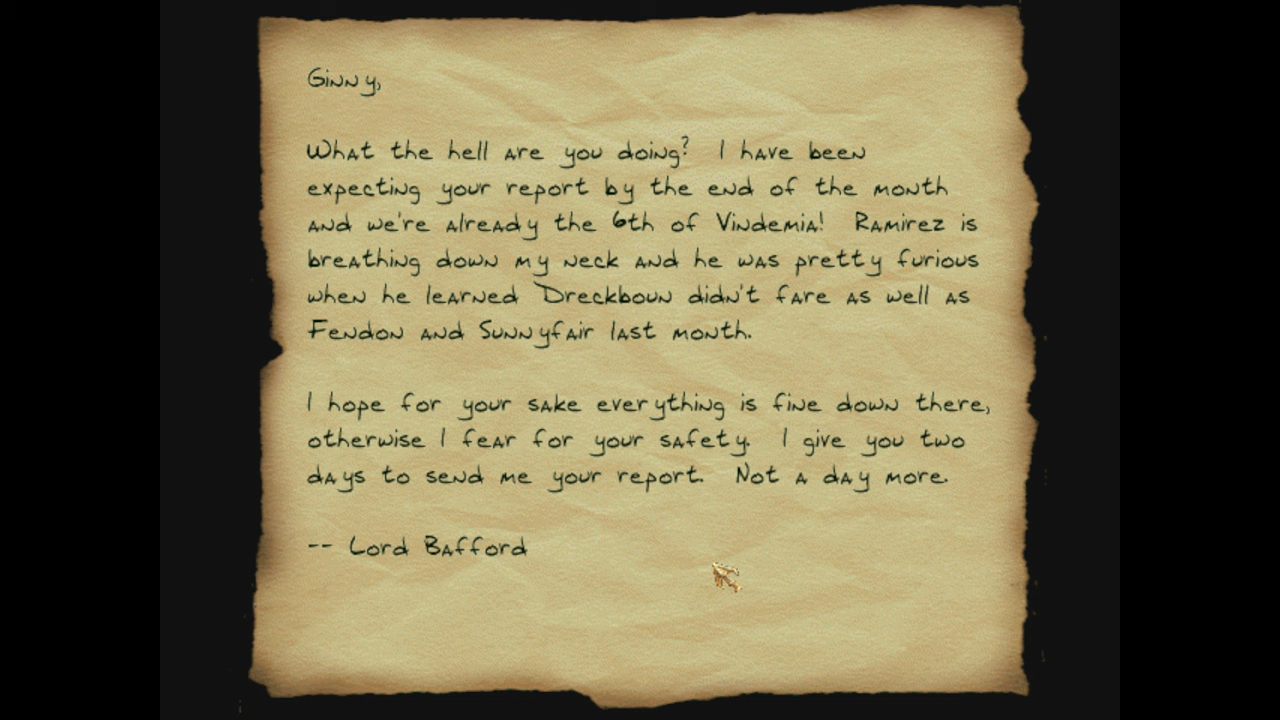 Ginny,
What the hell are you doing? I have been
expecting your report by the end of the month
and we're already the 6th of Vindemia! Ramirez is
breathing down my neck and he was pretty furious
when he learned Dreckboun didn't fare as well as
Fendon and Sunnyfair last month.
I hope for your sake everything is fine down there,
otherwise I fear for your safety. I give you two
days to send me your report. Not a day more.
-- Lord Bafford